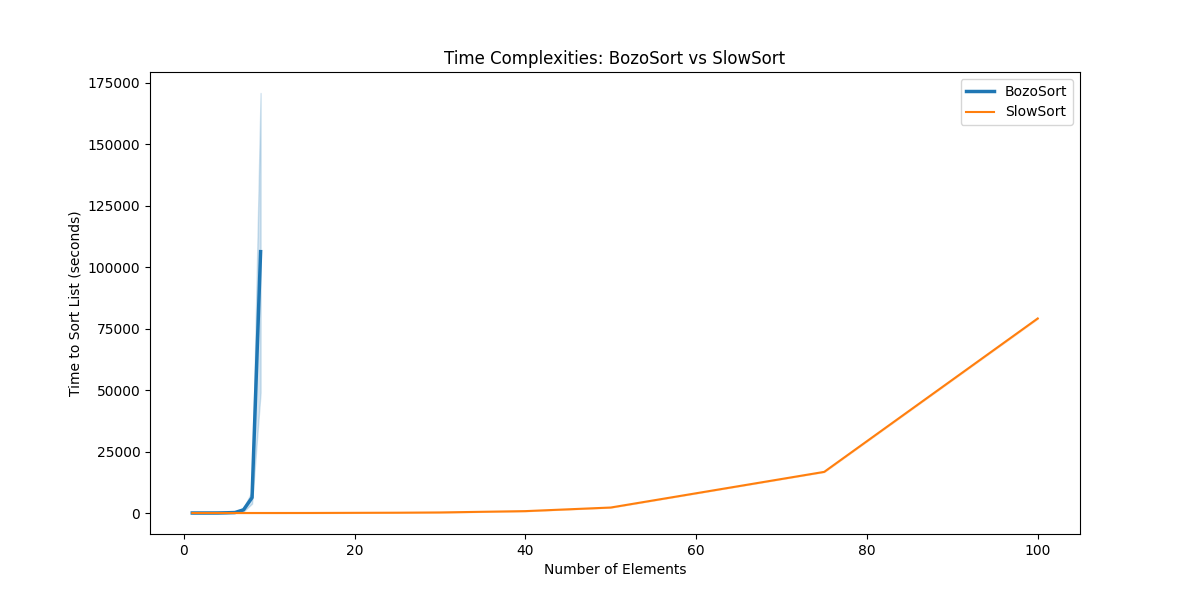 Time Complexities: BozoSort vs SlowSort
BozoSort
SlowSort
Time to Sort List (seconds)
175000
150000
125000
100000
75000
50000
25000
0
0 20 40 60 80 100
Number of Elements